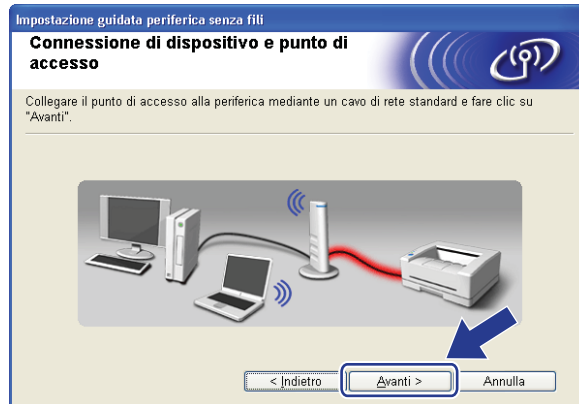 Impostazione guidata periferica senza fili
Connessione di dispositivo e punto di
accesso
Collegare il punto di accesso alla periferica mediante un cavo di rete standard e fare clic su
"Avanti".
< Indietro
Avanti >
Annulla